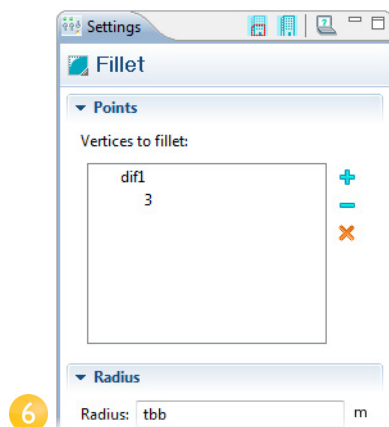 Settings
Fillet
Points
Vertices to fillet:
dif1
3
Radius
6
Radius: tbb m